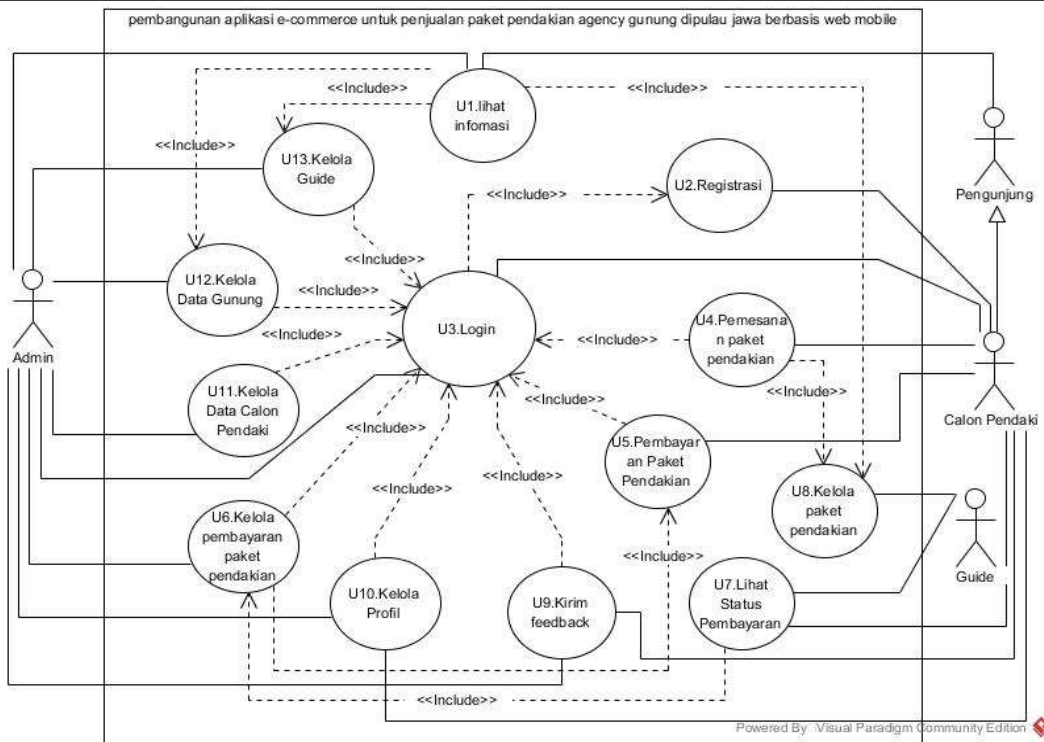 pembangunan aplikasi e-commerce untuk penjualan paket pendakian agency gunung dipulau jawa berbasis web mobile
<<Include>>
<<Include>>
U1.lihat
infomasi
<<Include>>
U13.Kelola
Guide
<<Include>>
U2.Registrasi
Pengunjung
<<Include>>
U12.Kelola
Data Gunung
<<Include>>
<<Include>>
U3.Login
<<Include>>
U4.Pemesana
n paket
pendakian
Admin
U11.Kelola
Data Calon
Pendaki
<<Include>>
<<Include>>
Calon Pendaki
<<Include>>
U5.Pembayar
an Paket
Pendakian
<<Include>>
<<Include>>
U8.Kelola
paket
pendakian
U6.Kelola
pembayaran
paket
pendakian
<<Include>>
Guide
U10.Kelola
Profil
U9.Kirim
feedback
U7.Lihat
Status
Pembayaran
<<Include>>
Powered By Visual Paradigm Community Edition